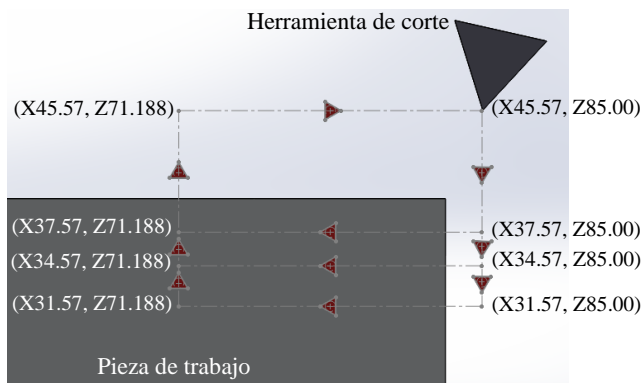 Herramienta de corte
(X45.57, Z71.188) (X45.57, Z85.00)
(X37.57, Z71.188) (X37.57, Z85.00)
(X34.57, Z71.188) (X34.57, Z85.00)
(X31.57, Z71.188) (X31.57, Z85.00)
Pieza de trabajo